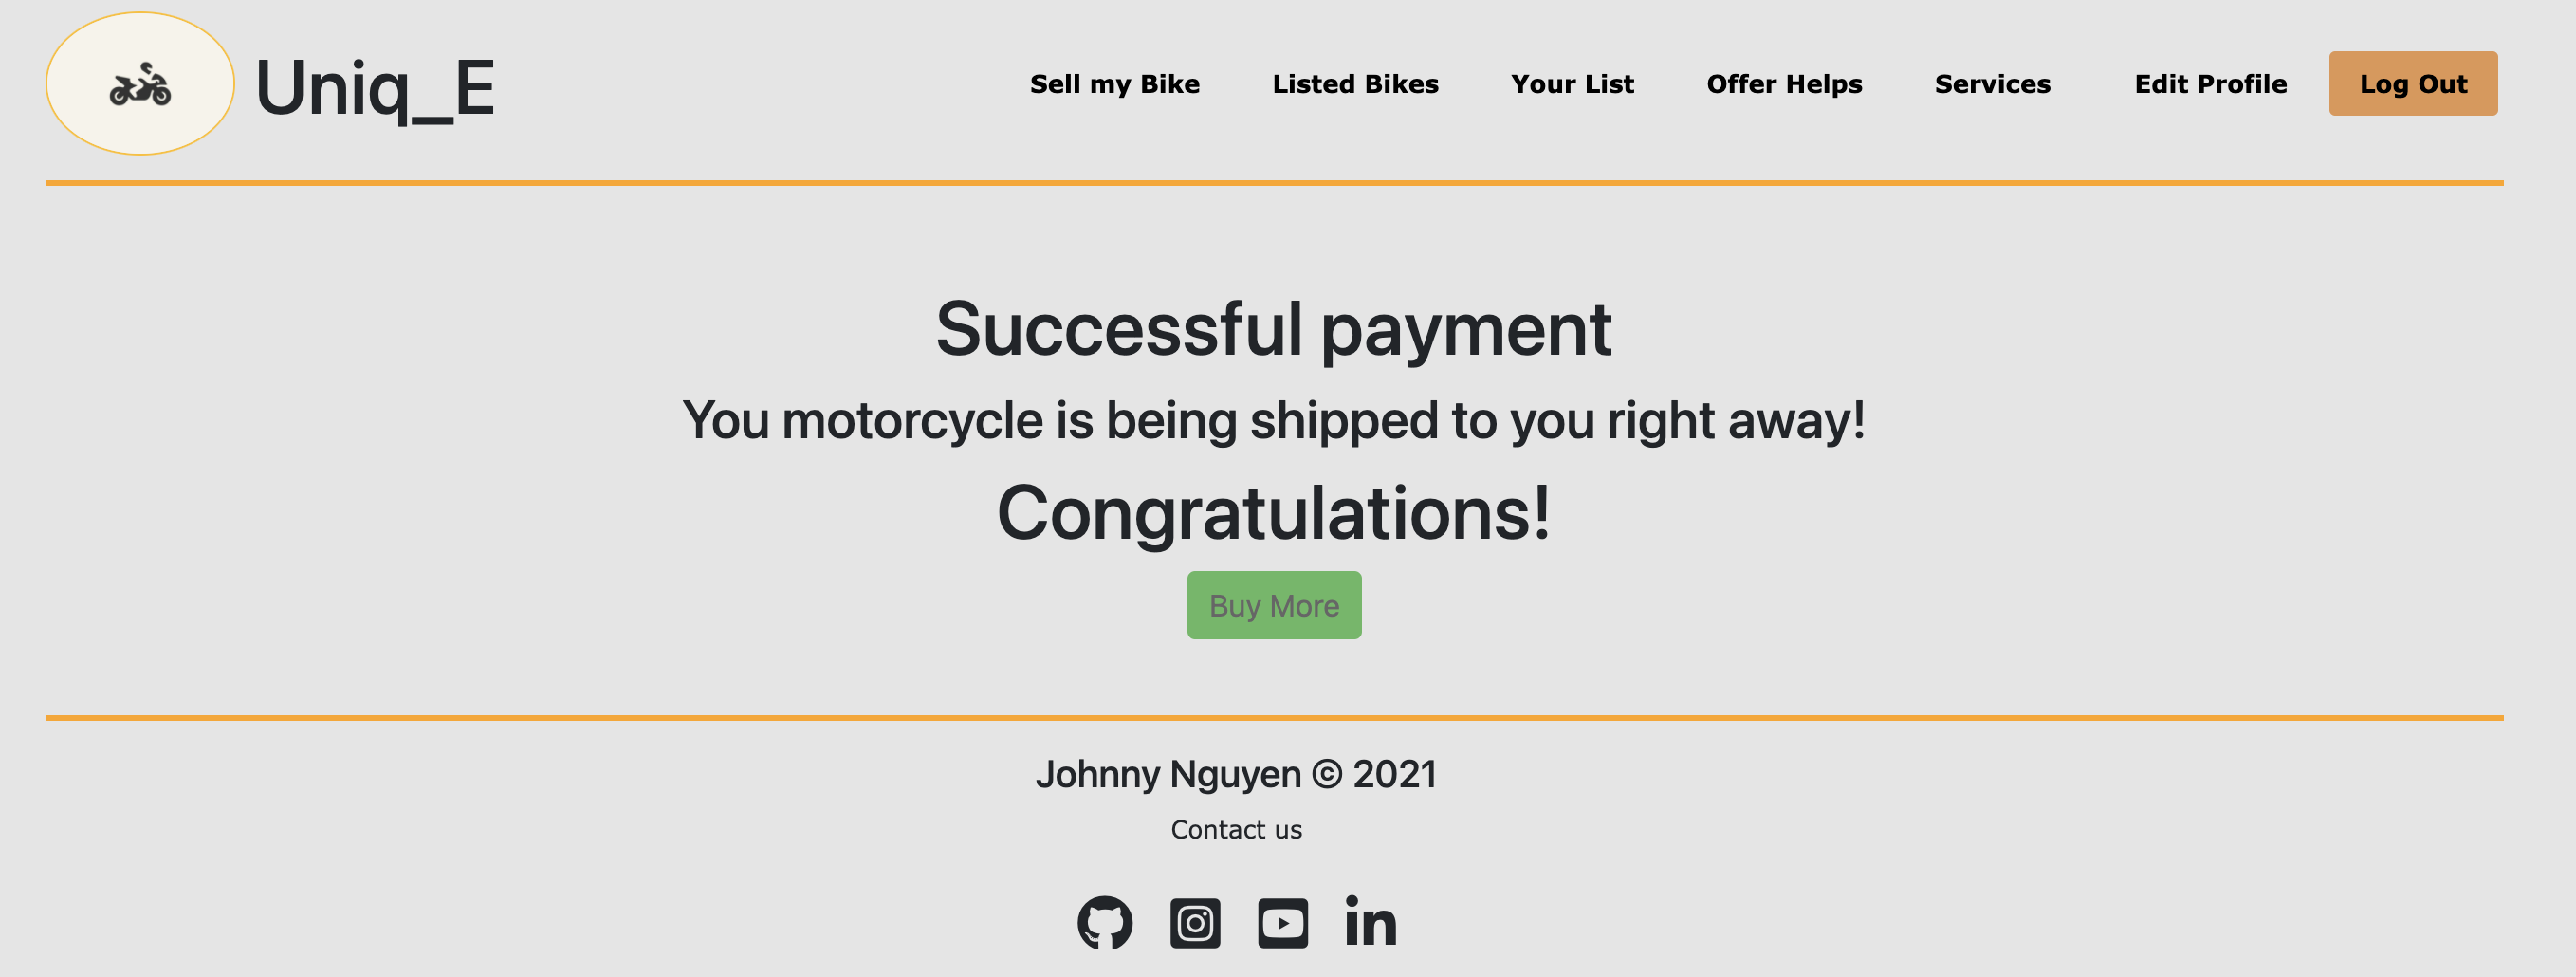 Uniq_E
Sell my Bike Listed Bikes Your List Offer Helps Services Edit Profile Log Out
Successful payment
You motorcycle is being shipped to you right away!
Congratulations!
Buy More
Johnny Nguyen © 2021
Contact us
in